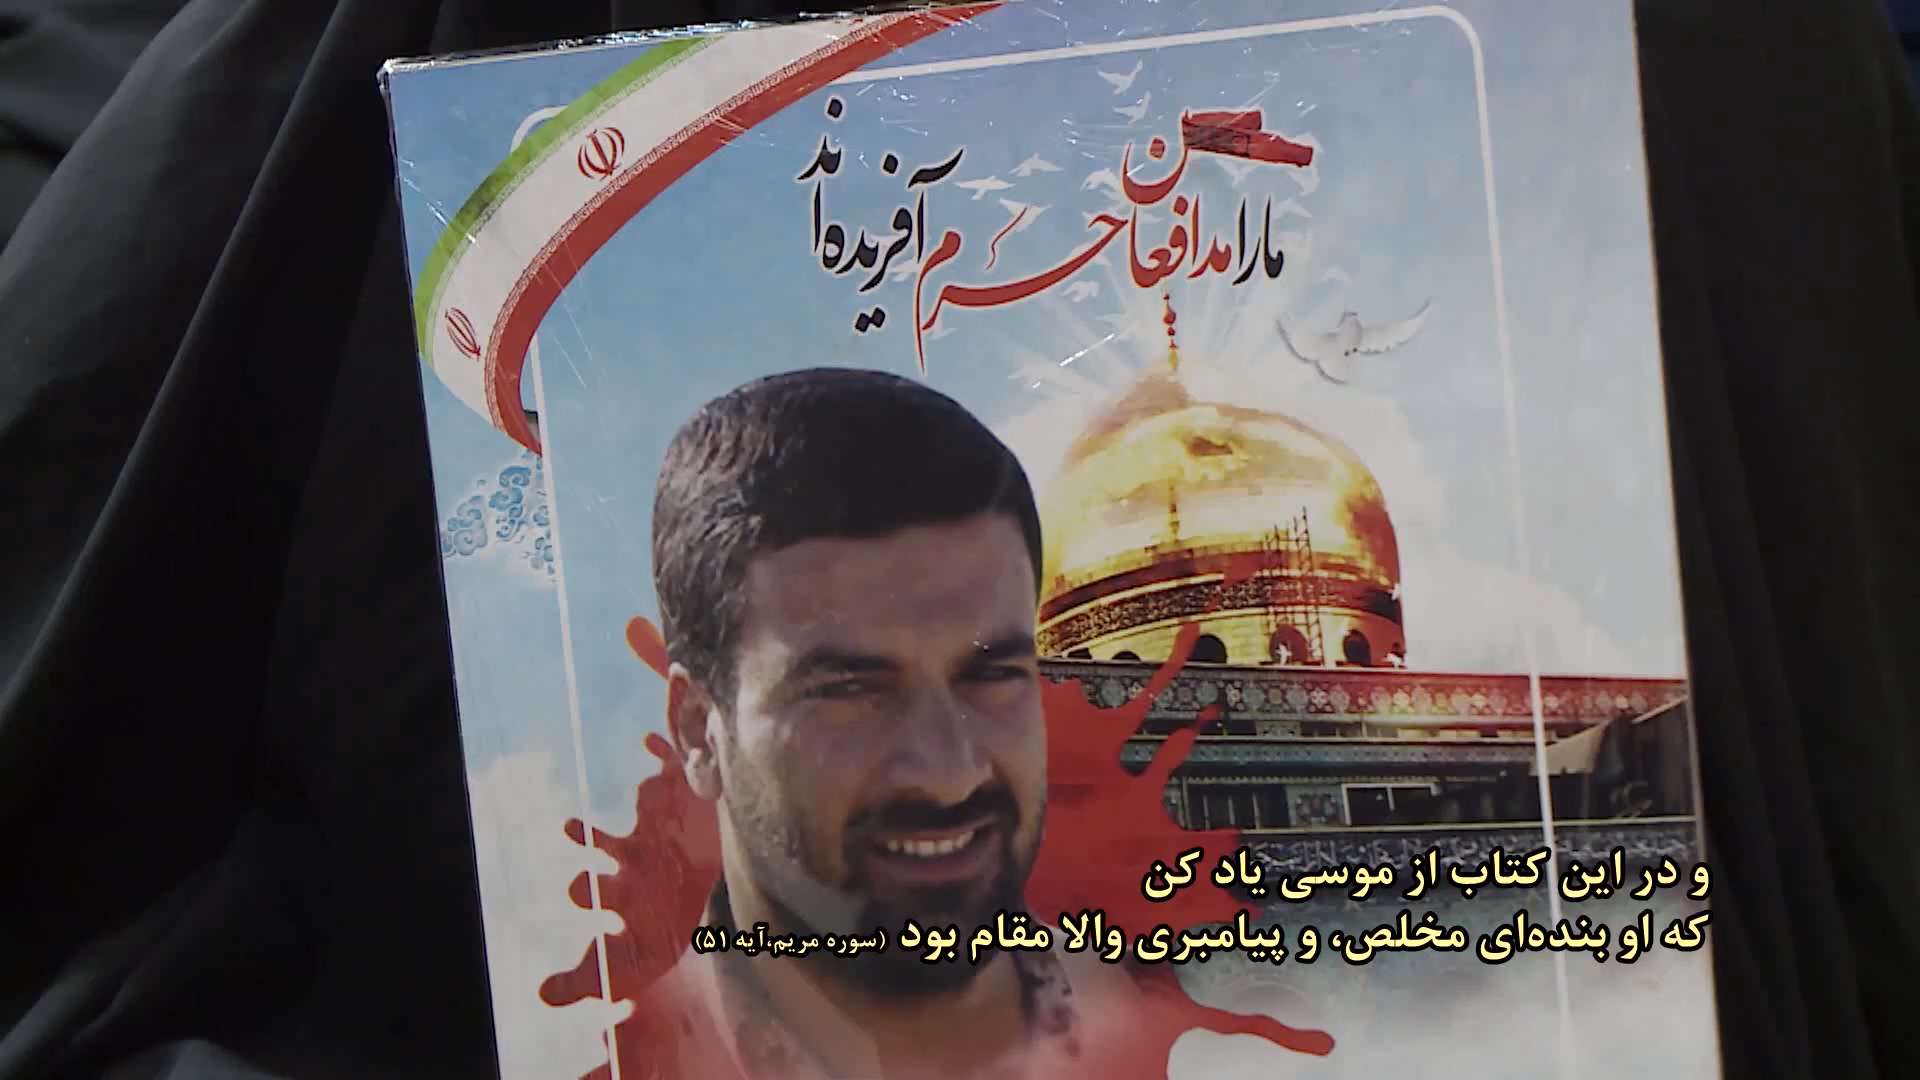 ما را مدافعان حرم آفریده‌اند
و در این کتاب از موسی یاد کن
که او بنده‌ای مخلص، و پیامبری والا مقام بود (سوره مریم،آیه ۵۱)